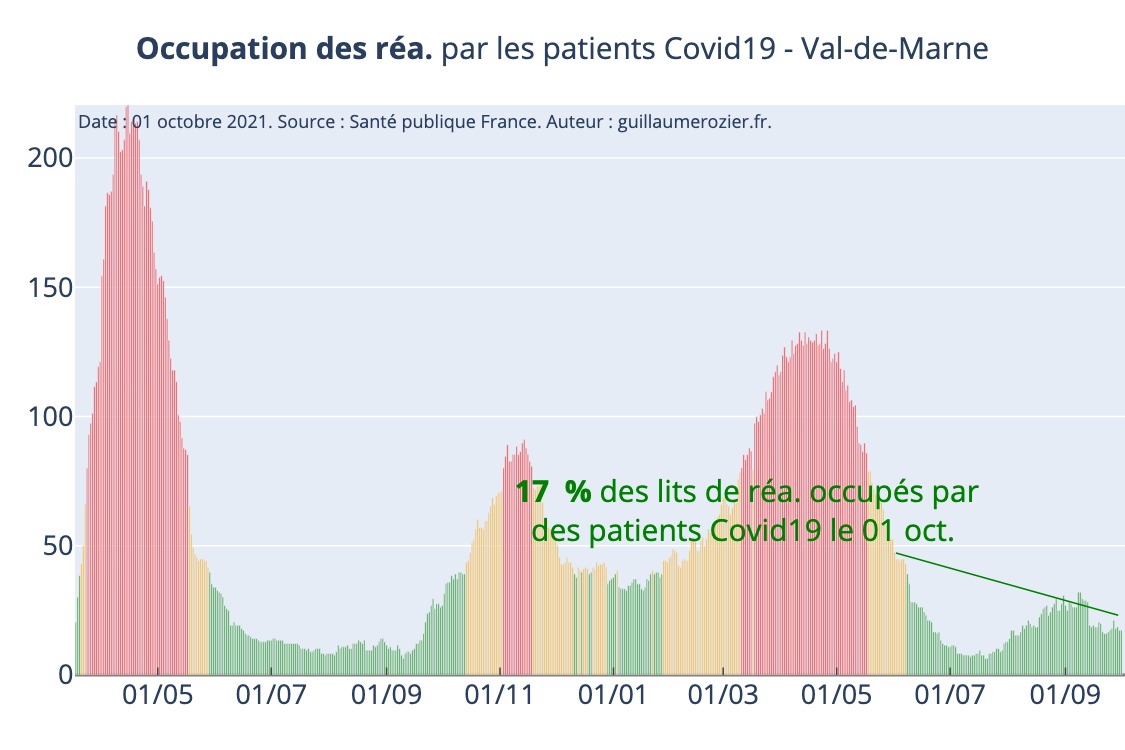 Occupation des réa. par les patients Covid19 - Val-de-Marne
Date : 01 octobre 2021. Source : Santé publique France. Auteur : guillaumerozier.fr.
200
150
100
50
0
17 % des lits de réa. occupés par
des patients Covid19 le 01 oct.
01/05 01/07 01/09 01/11 01/01 01/03 01/05 01/07 01/09